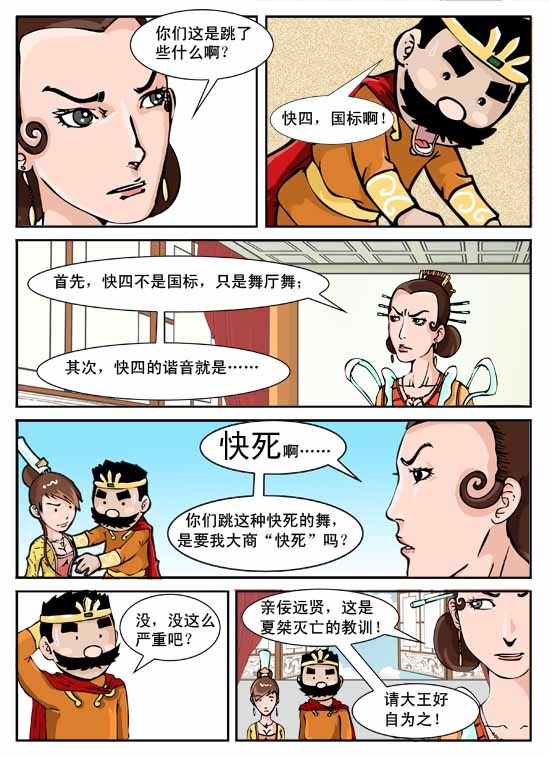 你们这是跳了
些什么啊？
快四，国标啊！
首先，快四不是国标，只是舞厅舞；
其次，快四的谐音就是……
快死啊……
你们跳这种快死的舞，
是要我大商“快死”吗？
没，没这么
严重吧？
亲佞远贤，这是
夏桀灭亡的教训！
请大王好
自为之！